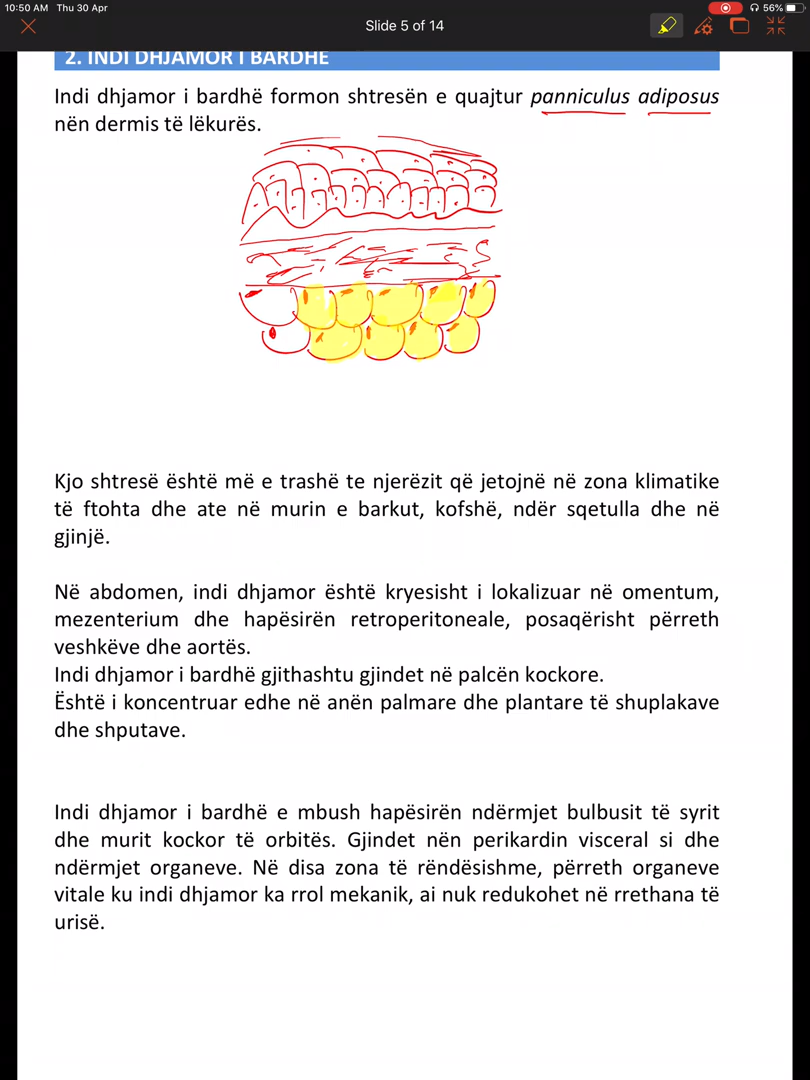 10:50 AM Thu 30 Apr
56%
Slide 5 of 14
2. INDI DHJAMOR I BARDHË
Indi dhjamor i bardhë formon shtresën e quajtur panniculus adiposus
nën dermis të lëkurës.
Kjo shtresë është më e trashë te njerëzit që jetojnë në zona klimatike
të ftohta dhe ate në murin e barkut, kofshë, ndër sqetulla dhe në
gjinjë.
Në abdomen, indi dhjamor është kryesisht i lokalizuar në omentum,
mezenterium dhe hapësirën retroperitoneale, posaqërisht përreth
veshkëve dhe aortës.
Indi dhjamor i bardhë gjithashtu gjindet në palcën kockore.
Është i koncentruar edhe në anën palmare dhe plantare të shuplakave
dhe shputave.
Indi dhjamor i bardhë e mbush hapësirën ndërmjet bulbusit të syrit
dhe murit kockor të orbitës. Gjindet nën perikardin visceral si dhe
ndërmjet organeve. Në disa zona të rëndësishme, përreth organeve
vitale ku indi dhjamor ka rrol mekanik, ai nuk redukohet në rrethana të
urisë.